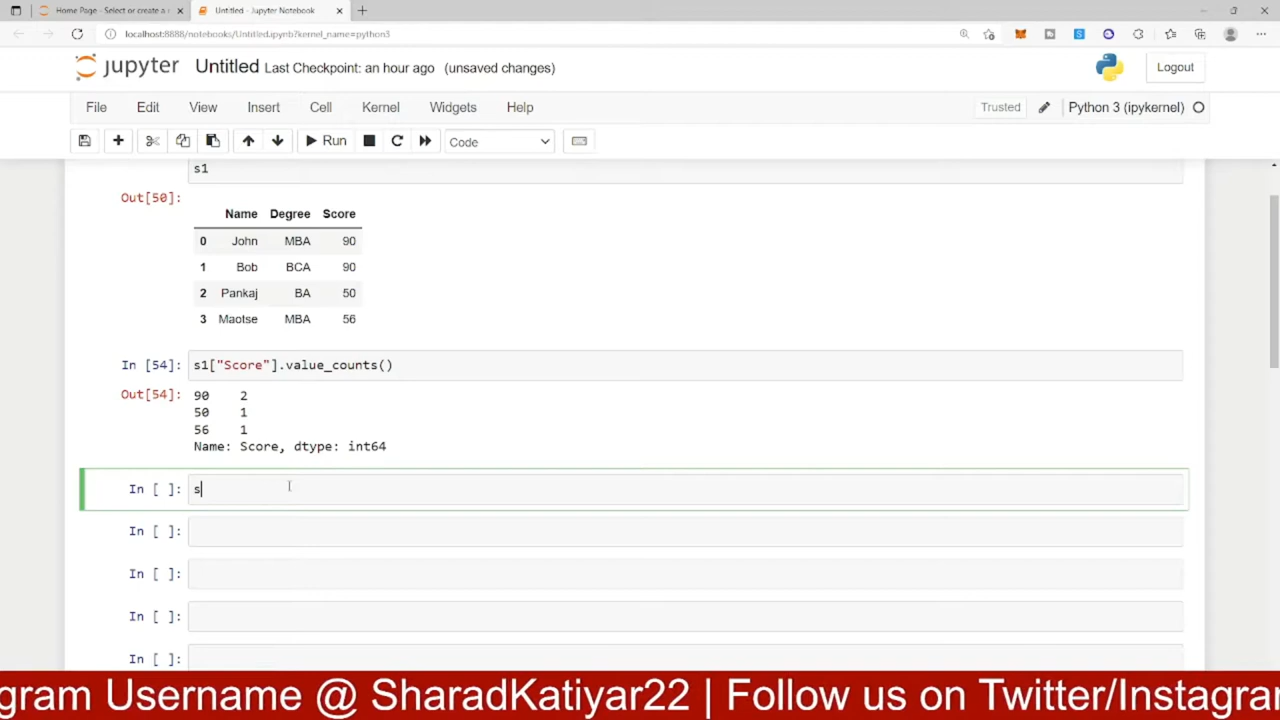 Home Page - Select or create a n
Untitled - Jupyter Notebook
localhost:8888/notebooks/Untitled.ipynb?kernel_name=python3
jupyter Untitled Last Checkpoint: an hour ago (unsaved changes)
Logout
File Edit View Insert Cell Kernel Widgets Help
Trusted Python 3 (ipykernel)
Run Code
s1
Out[50]:
Name Degree Score
0 John MBA 90
1 Bob BCA 90
2 Pankaj BA 50
3 Maotse MBA 56
In [54]: s1["Score"].value_counts()
Out[54]: 90 2
50 1
56 1
Name: Score, dtype: int64
In [ ]: s
In [ ]:
In [ ]:
In [ ]:
In [ ]:
gram Username @ SharadKatiyar22 | Follow us on Twitter/Instagra